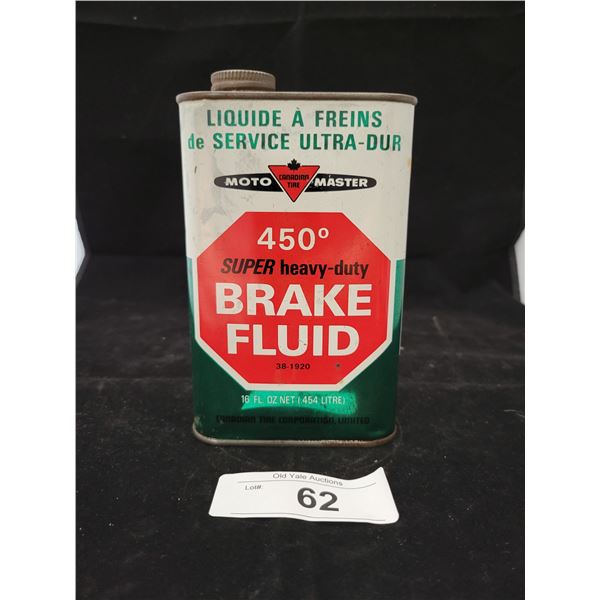 LIQUIDE À FREINS
de SERVICE ULTRA-DUR
MOTO CANADIAN TIRE MASTER
450°
SUPER heavy-duty
BRAKE
FLUID
38-1920
16 FL. OZ NET (.454 LITRE)
CANADIAN TIRE CORPORATION, LIMITED
Old Yale Auctions
Lot#:
62